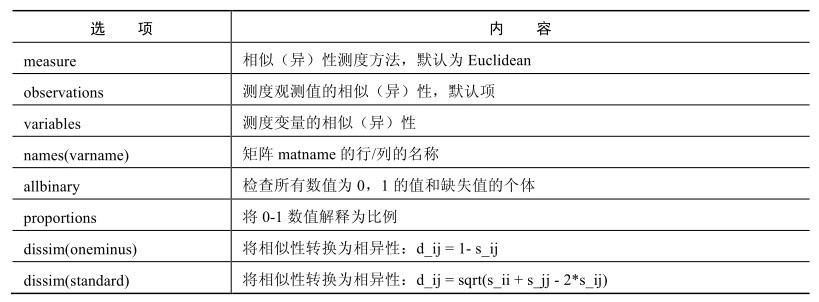 选 项 内 容
measure 相似（异）性测度方法，默认为 Euclidean
observations 测度观测值的相似（异）性，默认项
variables 测度变量的相似（异）性
names(varname) 矩阵 matname 的行/列的名称
allbinary 检查所有数值为 0，1 的值和缺失值的个体
proportions 将 0-1 数值解释为比例
dissim(oneminus) 将相似性转换为相异性：d_ij = 1- s_ij
dissim(standard) 将相似性转换为相异性：d_ij = sqrt(s_ii + s_jj - 2*s_ij)